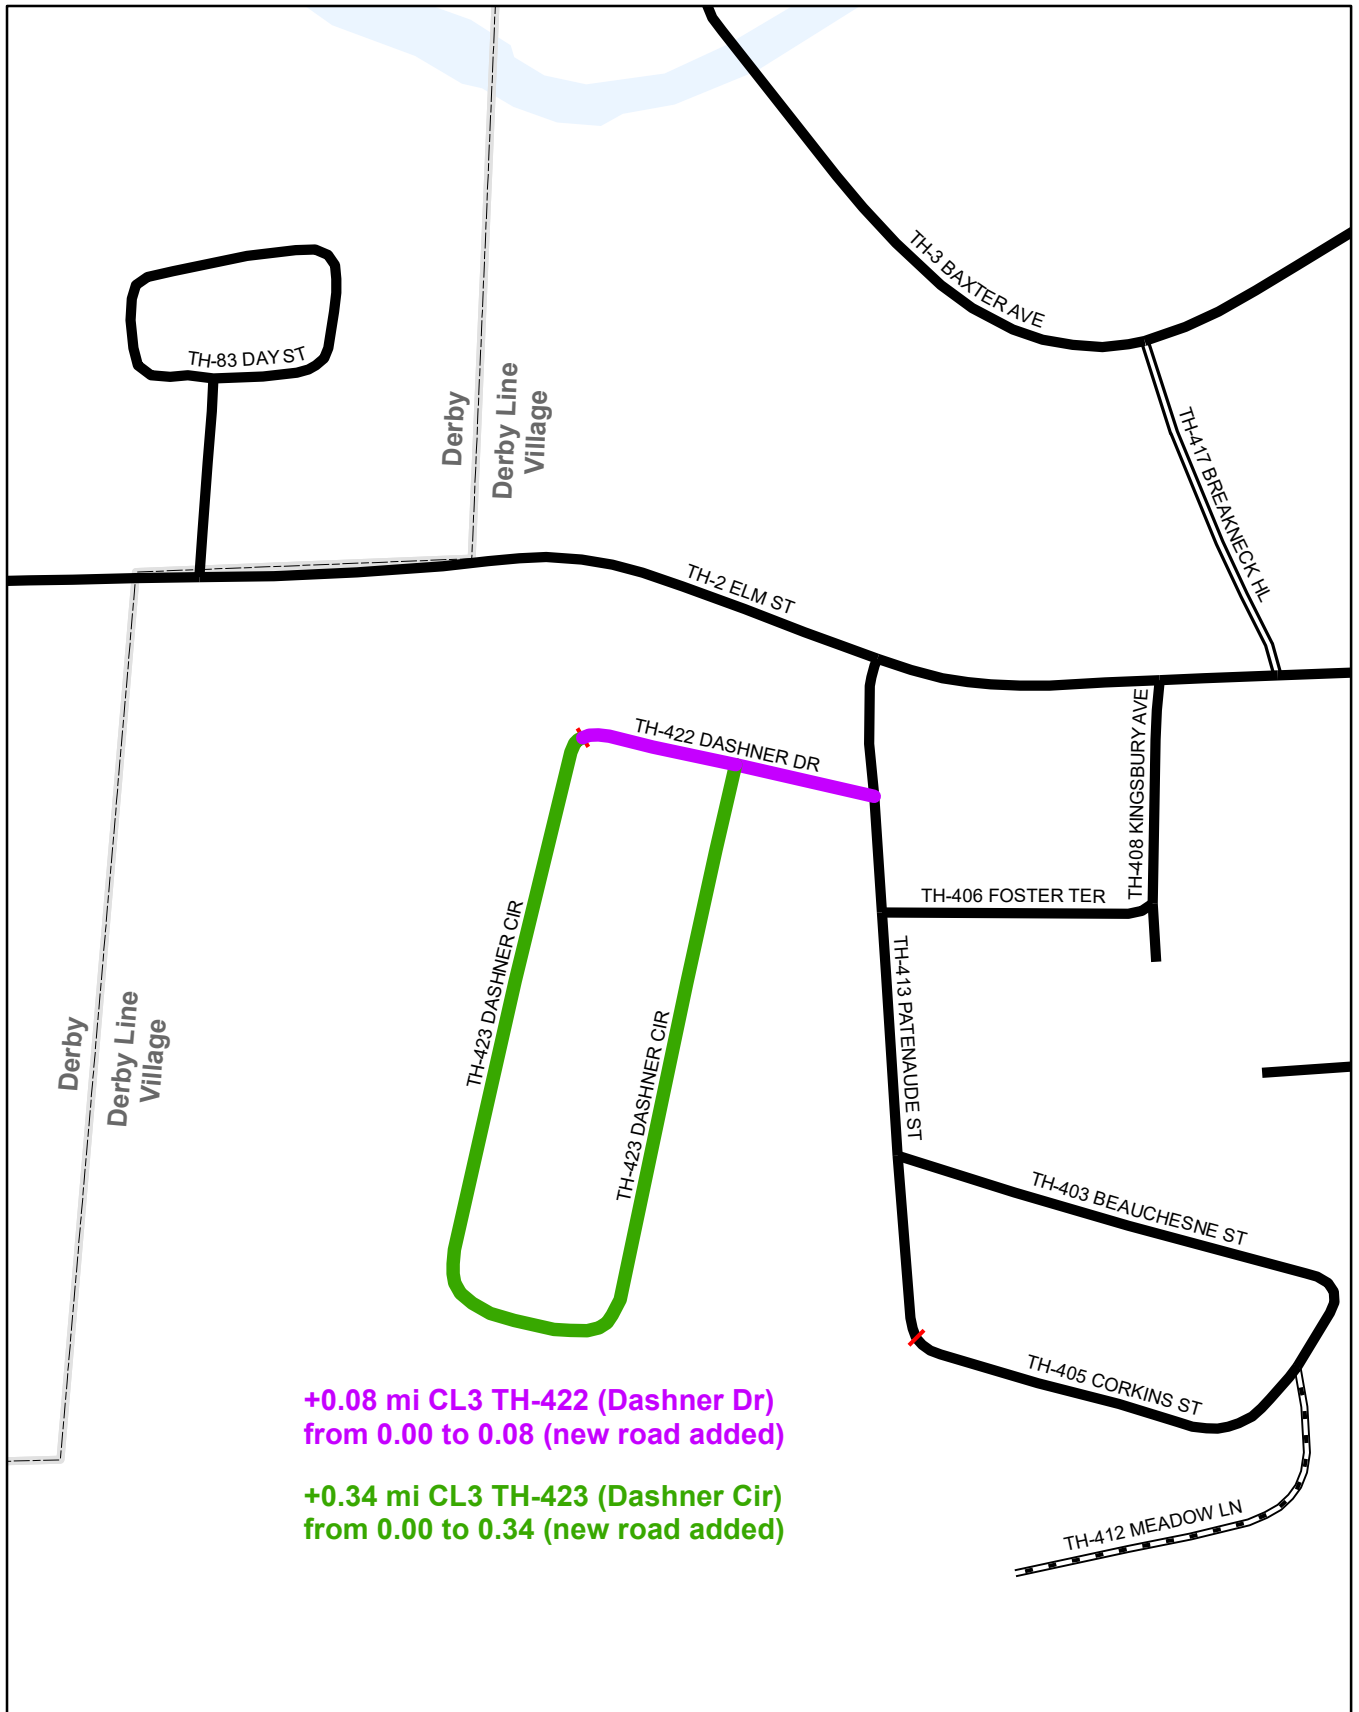 TH-3 BAXTER AVE
TH-83 DAY ST
Derby
Derby Line
Village
TH-417 BREAKNECK HL
TH-2 ELM ST
TH-422 DASHNER DR
TH-408 KINGSBURY AVE
TH-406 FOSTER TER
TH-423 DASHNER CIR
TH-413 PATENAUDE ST
Derby
Derby Line
Village
TH-423 DASHNER CIR
TH-403 BEAUCHESNE ST
TH-405 CORKINS ST
+0.08 mi CL3 TH-422 (Dashner Dr)
from 0.00 to 0.08 (new road added)
+0.34 mi CL3 TH-423 (Dashner Cir)
from 0.00 to 0.34 (new road added)
TH-412 MEADOW LN